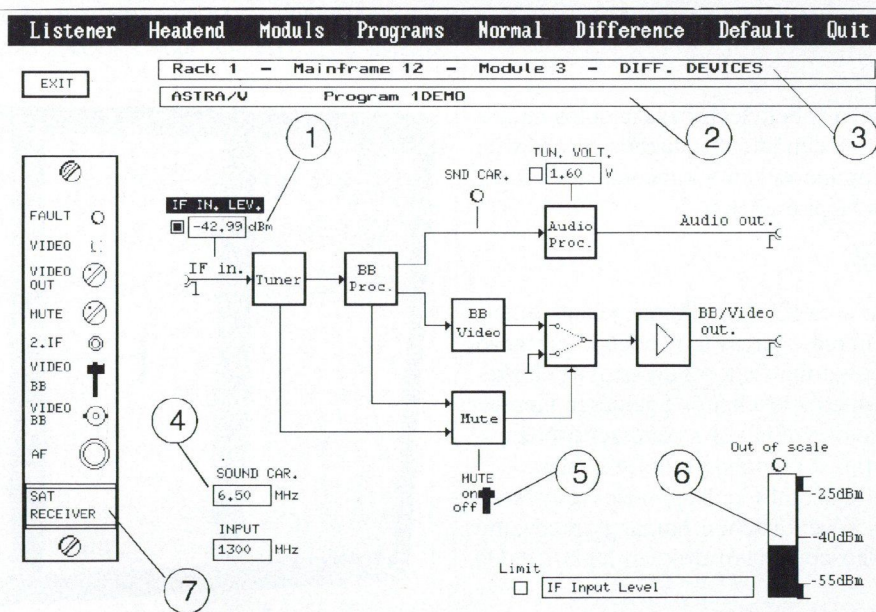 Listener Headend Moduls Programs Normal Difference Default Quit
EXIT
Rack 1 - Mainframe 12 - Module 3 - DIFF. DEVICES
ASTRA/V Program 1DEMO
1
2
3
TUN. VOLT.
SND CAR.
1.60 V
IF IN. LEV.
-42.99 dBm
FAULT
VIDEO
VIDEO
OUT
MUTE
2.IF
VIDEO
BB
VIDEO
BB
AF
SAT
RECEIVER
IF in.
Tuner
BB
Proc.
Audio
Proc.
Audio out.
BB
Video
BB/Video
out.
Mute
4
SOUND CAR.
6.50 MHz
INPUT
1300 MHz
MUTE
on
off
5
6
Out of scale
-25dBm
-40dBm
-55dBm
Limit
IF Input Level
7